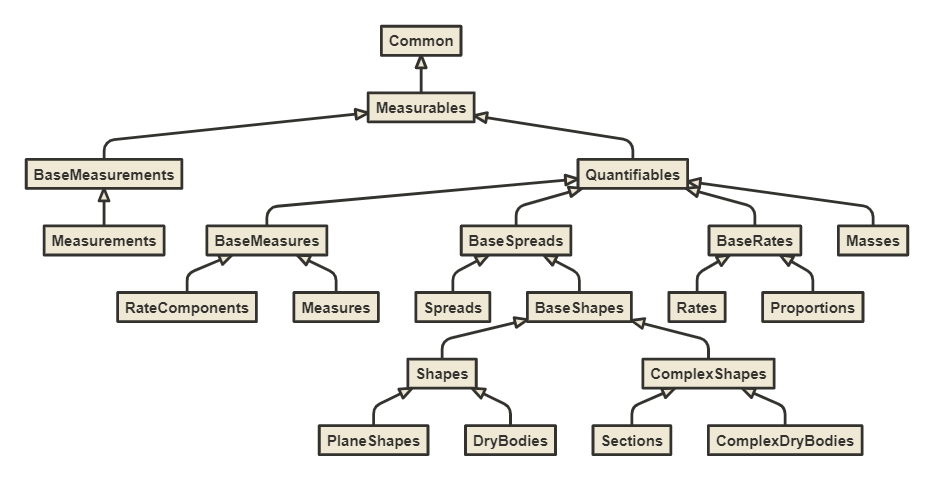 Common
Measurables
BaseMeasurements
Quantifiables
Measurements
BaseMeasures
BaseSpreads
BaseRates
Masses
RateComponents
Measures
Spreads
BaseShapes
Rates
Proportions
Shapes
ComplexShapes
PlaneShapes
DryBodies
Sections
ComplexDryBodies